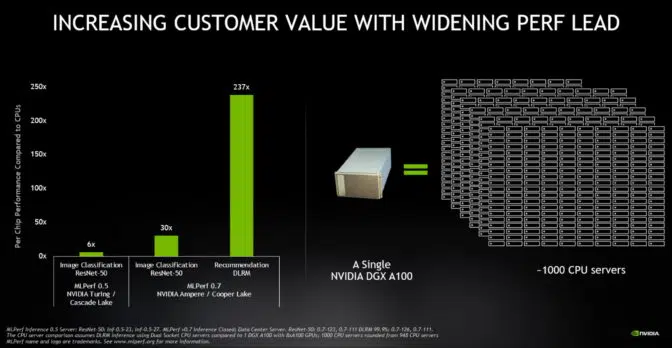 INCREASING CUSTOMER VALUE WITH WIDENING PERF LEAD
Per Chip Performance Compared to CPUs
250x
200x
150x
100x
50x
0x
6x
30x
237x
Image Classification
ResNet-50
Image Classification
ResNet-50
Recommendation
DLRM
MLPerf 0.5
NVIDIA Turing /
Cascade Lake
MLPerf 0.7
NVIDIA Ampere / Cooper Lake
=
A Single
NVIDIA DGX A100
~1000 CPU servers
MLPerf Inference 0.5 Server: ResNet-50: Inf-0.5-23, Inf-0.5-27. MLPerf v0.7 Inference Closed; Data Center Server. ResNet-50: 0.7-123, 0.7-111 DLRM 99.9%: 0.7-126, 0.7-111.
The CPU server comparison assumes DLRM inference using Dual Socket CPU servers compared to 1 DGX A100 with 8xA100 GPUs; 1000 CPU servers rounded from 948 CPU servers
MLPerf name and logo are trademarks. See www.mlperf.org for more information.
NVIDIA